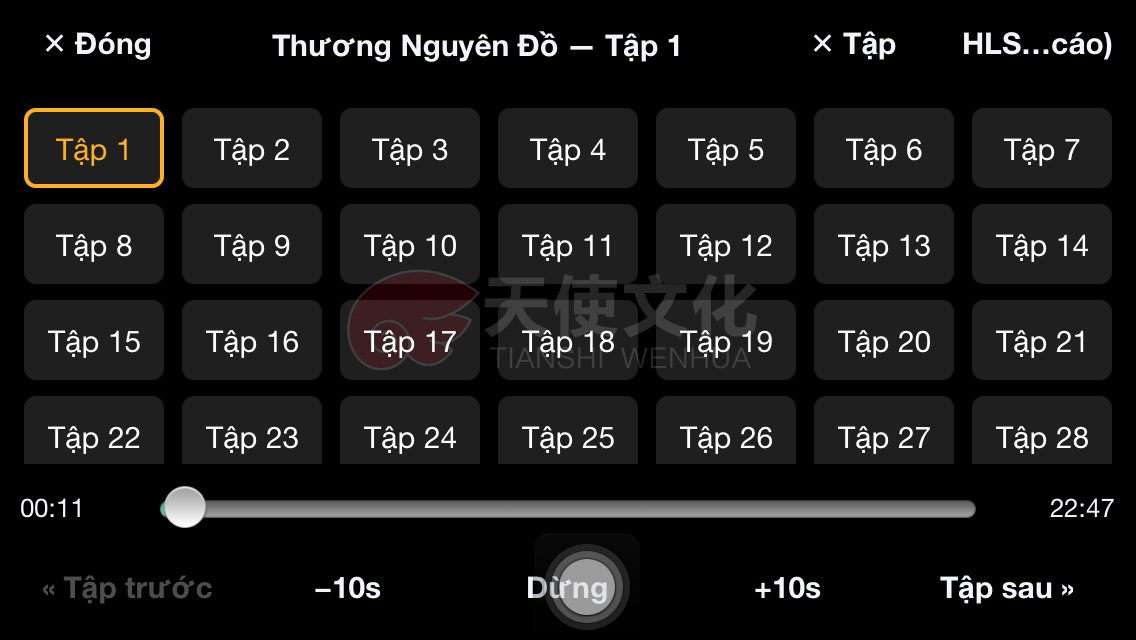 × Đóng Thương Nguyên Đồ — Tập 1 × Tập HLS...cáo)
Tập 1 Tập 2 Tập 3 Tập 4 Tập 5 Tập 6 Tập 7
Tập 8 Tập 9 Tập 10 Tập 11 Tập 12 Tập 13 Tập 14
天使文化
Tập 15 Tập 16 Tập 17 Tập 18 Tập 19 Tập 20 Tập 21
TIANSHI WENHUA
Tập 22 Tập 23 Tập 24 Tập 25 Tập 26 Tập 27 Tập 28
00:11 22:47
« Tập trước −10s Dừng +10s Tập sau »